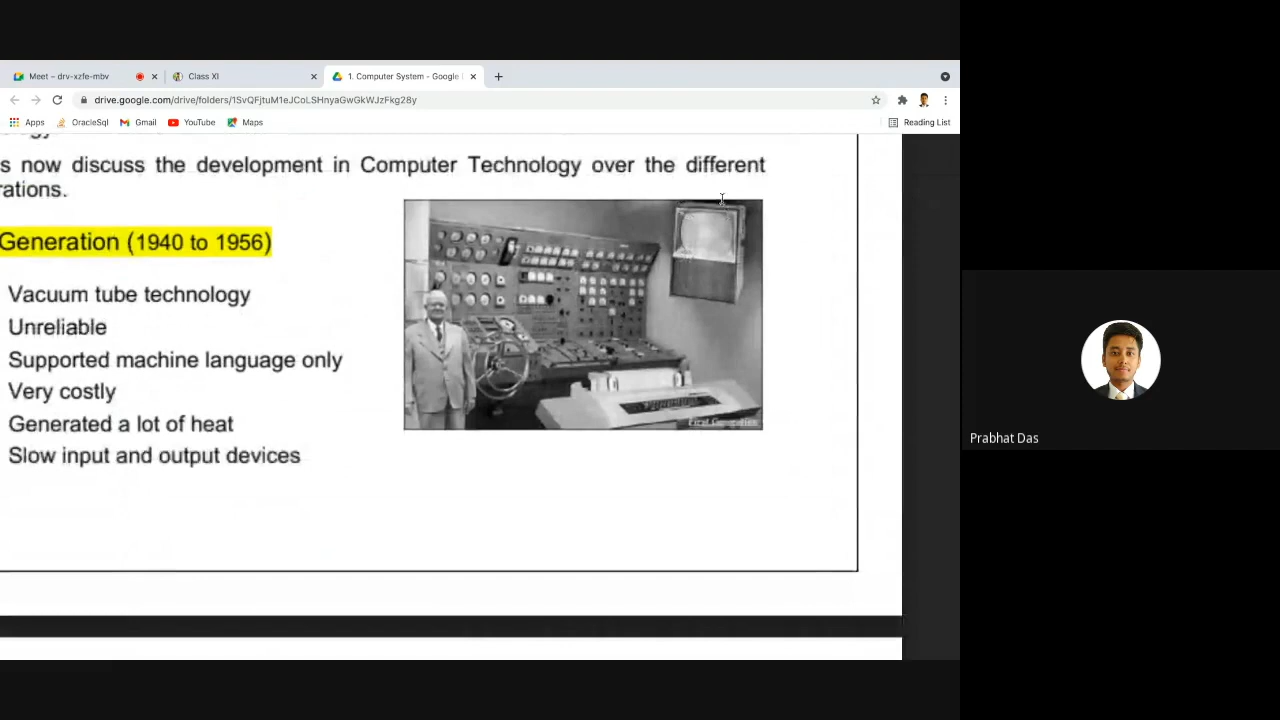 Meet – drv-xzfe-mbv
Class XI
1. Computer System - Google
drive.google.com/drive/folders/1SvQFjtuM1eJCoLSHnyaGwGkWJzFkg28y
Apps OracleSql Gmail YouTube Maps Reading List
s now discuss the development in Computer Technology over the different
rations.
Generation (1940 to 1956)
Vacuum tube technology
Unreliable
Supported machine language only
Very costly
Generated a lot of heat
Slow input and output devices
First Generation
Prabhat Das